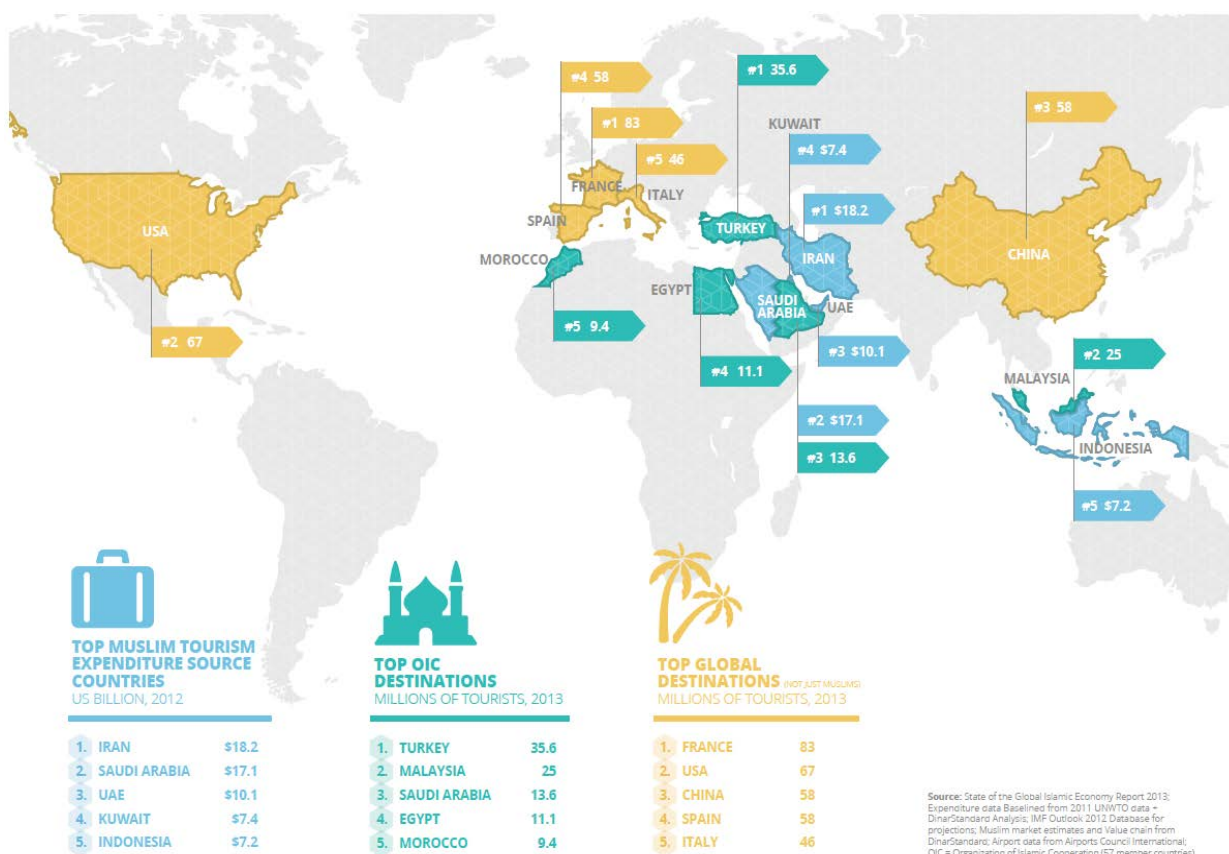 #4 58
#1 35.6
#3 58
#1 83
KUWAIT
#4 $7.4
#5 46
FRANCE
ITALY
#1 $18.2
SPAIN
USA
TURKEY
MOROCCO
IRAN
CHINA
EGYPT
SAUDI
ARABIA
UAE
#5 9.4
#2 67
#3 $10.1
#2 25
#4 11.1
MALAYSIA
#2 $17.1
INDONESIA
#3 13.6
#5 $7.2
TOP MUSLIM TOURISM
EXPENDITURE SOURCE
COUNTRIES
US BILLION, 2012
1. IRAN $18.2
2. SAUDI ARABIA $17.1
3. UAE $10.1
4. KUWAIT $7.4
5. INDONESIA $7.2
TOP OIC
DESTINATIONS
MILLIONS OF TOURISTS, 2013
1. TURKEY 35.6
2. MALAYSIA 25
3. SAUDI ARABIA 13.6
4. EGYPT 11.1
5. MOROCCO 9.4
TOP GLOBAL
DESTINATIONS (NOT JUST MUSLIMS)
MILLIONS OF TOURISTS, 2013
1. FRANCE 83
2. USA 67
3. CHINA 58
4. SPAIN 58
5. ITALY 46
Source: State of the Global Islamic Economy Report 2013;
Expenditure data Baselined from 2011 UNWTO data +
DinarStandard Analysis; IMF Outlook 2012 Database for
projections; Muslim market estimates and Value chain from
DinarStandard; Airport data from Airports Council International;
OIC = Organization of Islamic Cooperation (57 member countries)